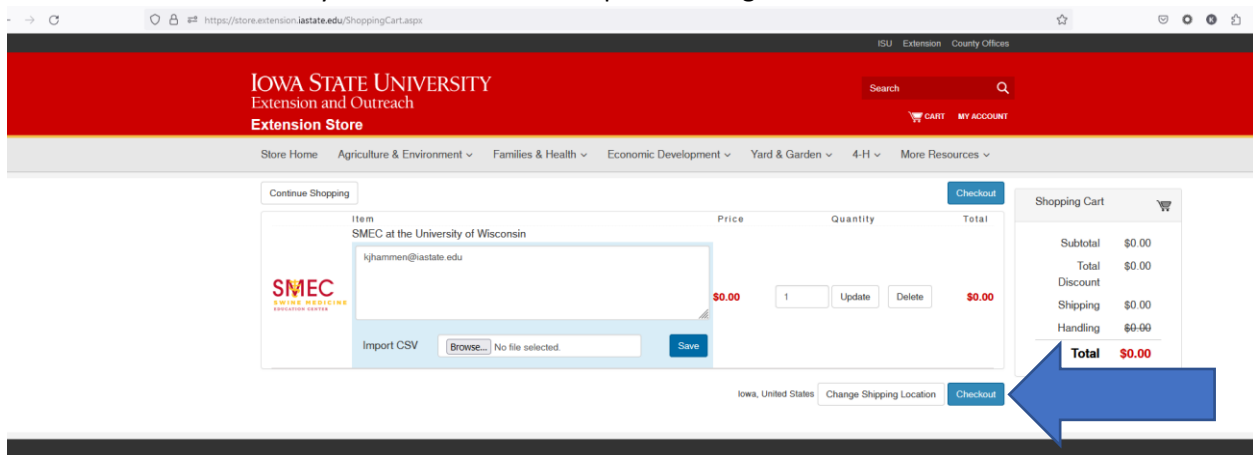 https://store.extension.iastate.edu/ShoppingCart.aspx
ISU Extension County Offices
IOWA STATE UNIVERSITY
Extension and Outreach
Extension Store
Search
CART MY ACCOUNT
Store Home Agriculture & Environment Families & Health Economic Development Yard & Garden 4-H More Resources
Continue Shopping Checkout
Item Price Quantity Total
SMEC at the University of Wisconsin
kjhammen@iastate.edu
SMEC
SWINE MEDICINE
EDUCATION CENTER
$0.00 1 Update Delete $0.00
Import CSV Browse... No file selected. Save
Iowa, United States Change Shipping Location Checkout
Shopping Cart
Subtotal $0.00
Total Discount $0.00
Shipping $0.00
Handling $0.00
Total $0.00